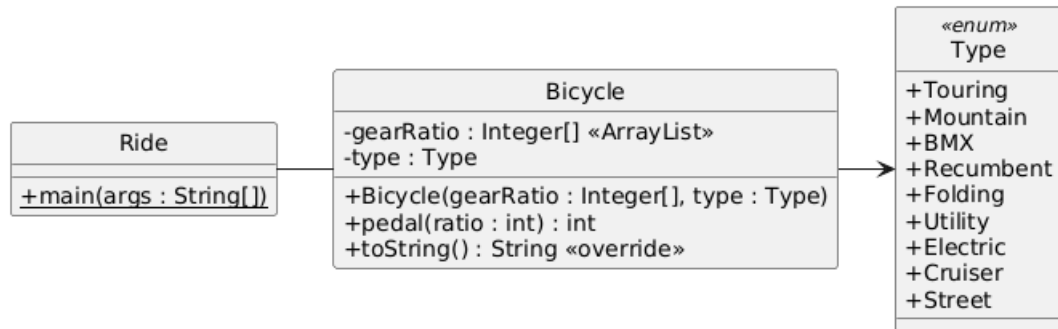 Ride
+main(args : String[])
Bicycle
-gearRatio : Integer[] «ArrayList»
-type : Type
+Bicycle(gearRatio : Integer[], type : Type)
+pedal(ratio : int) : int
+toString() : String «override»
«enum»
Type
+Touring
+Mountain
+BMX
+Recumbent
+Folding
+Utility
+Electric
+Cruiser
+Street